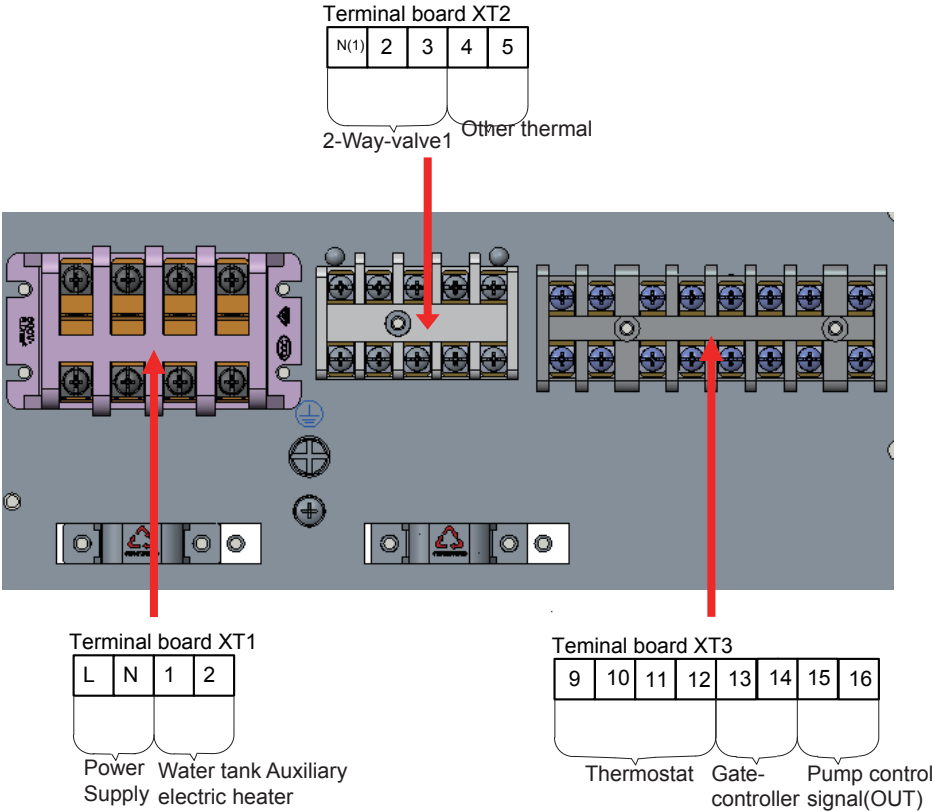 Terminal board XT2
N(1) 2 3 4 5
2-Way-valve1 Other thermal
Terminal board XT1
L N 1 2
Power Supply
Water tank Auxiliary electric heater
Teminal board XT3
9 10 11 12 13 14 15 16
Thermostat
Gate-
controller
Pump control
signal(OUT)